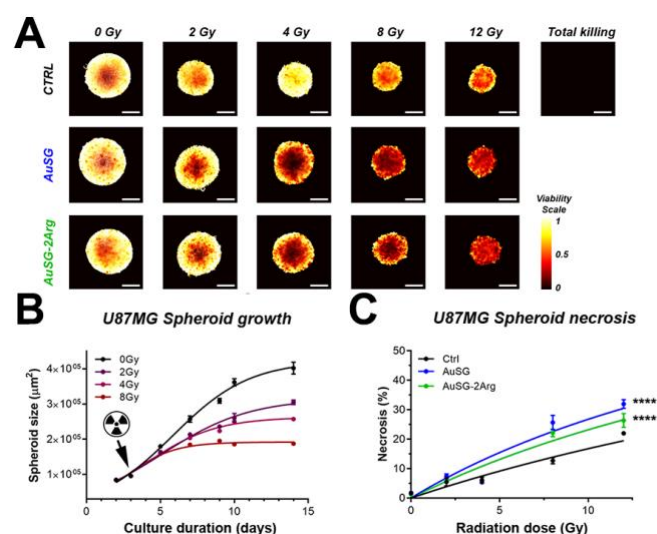 A
0 Gy 2 Gy 4 Gy 8 Gy 12 Gy Total killing
CTRL
AuSG
AuSG-2Arg
Viability
Scale
1
0.5
0
B
U87MG Spheroid growth
0Gy
2Gy
4Gy
8Gy
4×10⁰⁵
3×10⁰⁵
2×10⁰⁵
1×10⁰⁵
Spheroid size (μm²)
0 5 10 15
Culture duration (days)
C
U87MG Spheroid necrosis
Ctrl
AuSG
AuSG-2Arg
50
40
30
20
10
0
Necrosis (%)
****
****
0 5 10
Radiation dose (Gy)